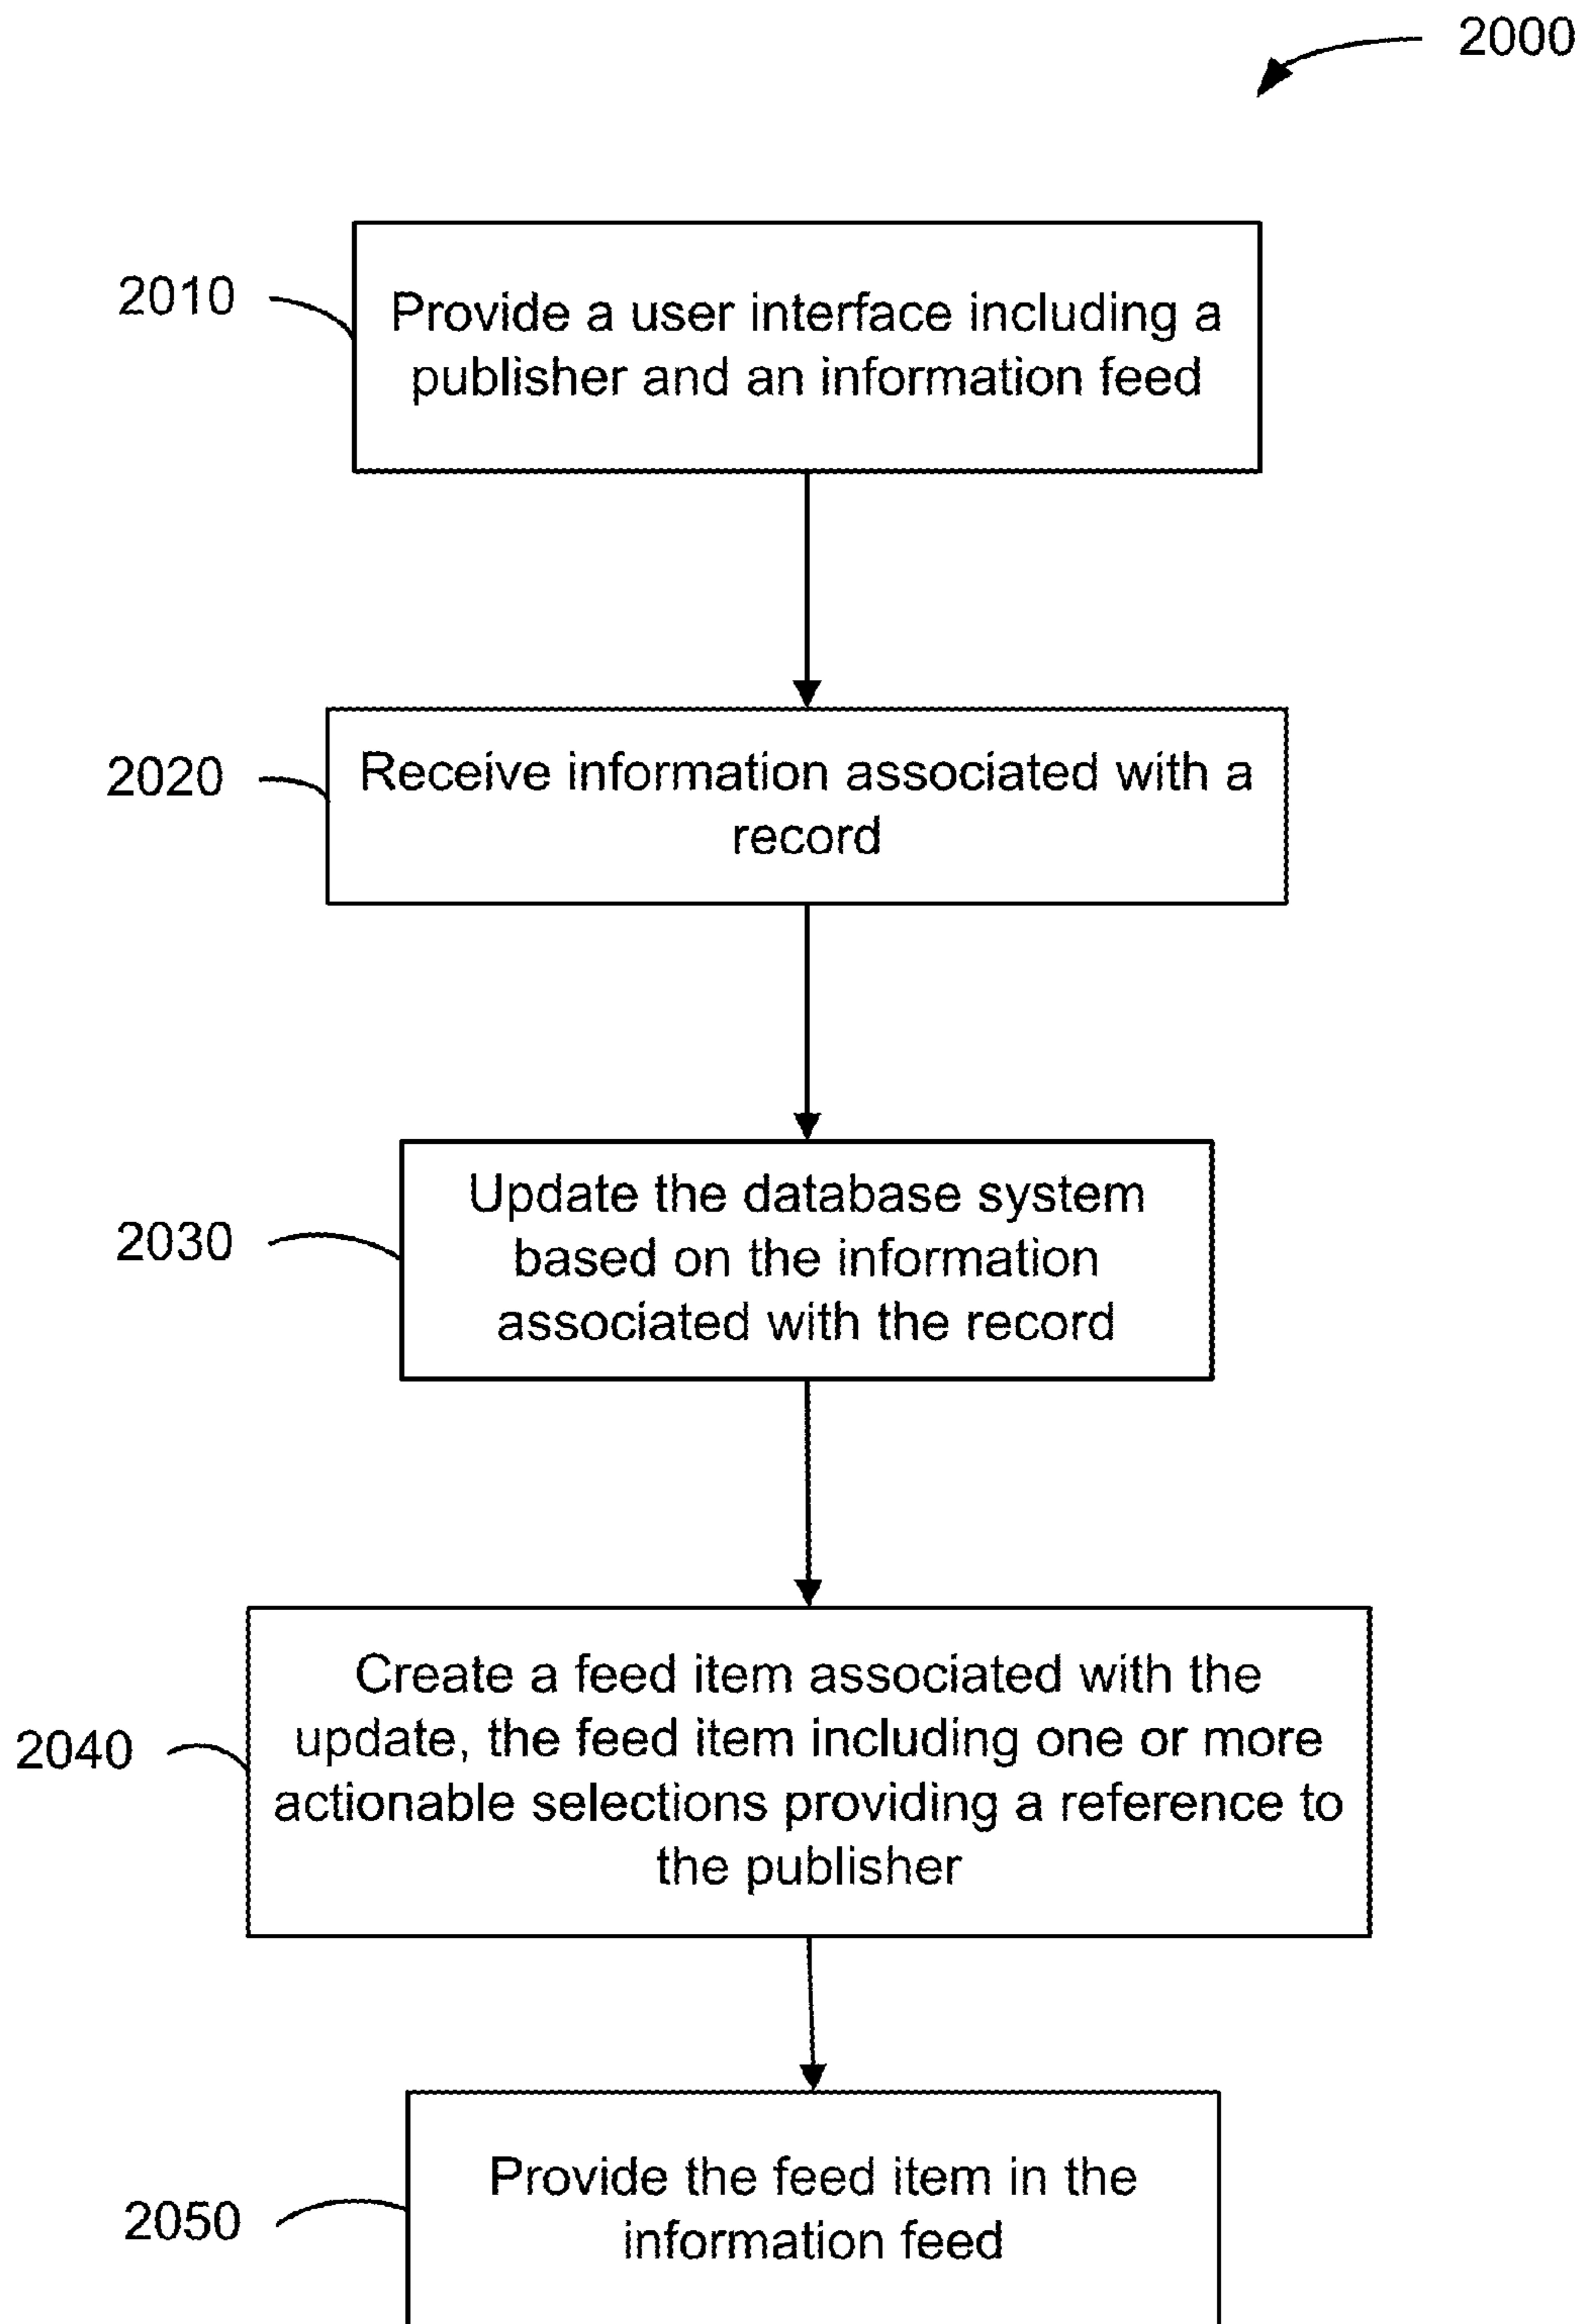 2000
2010
Provide a user interface including a
publisher and an information feed
2020
Receive information associated with a
record
2030
Update the database system
based on the information
associated with the record
2040
Create a feed item associated with the
update, the feed item including one or more
actionable selections providing a reference to
the publisher
2050
Provide the feed item in the
information feed